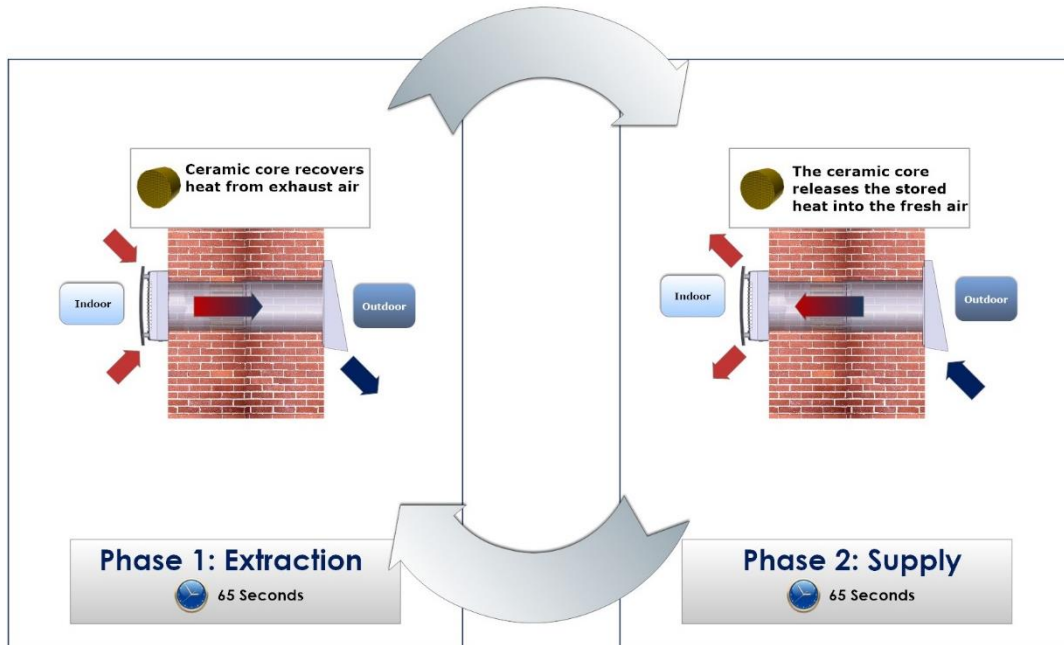 Ceramic core recovers
heat from exhaust air
Indoor
Outdoor
Phase 1: Extraction
65 Seconds
The ceramic core
releases the stored
heat into the fresh air
Indoor
Outdoor
Phase 2: Supply
65 Seconds